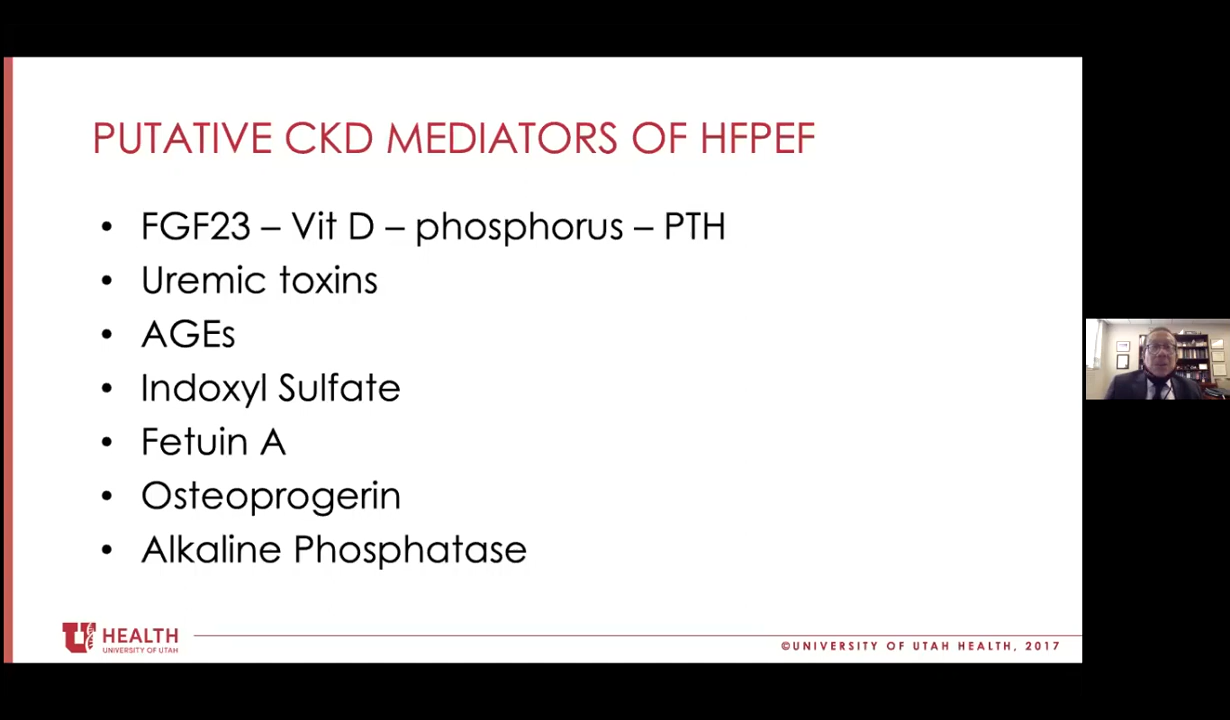 PUTATIVE CKD MEDIATORS OF HFPEF
• FGF23 – Vit D – phosphorus – PTH
• Uremic toxins
• AGEs
• Indoxyl Sulfate
• Fetuin A
• Osteoprogerin
• Alkaline Phosphatase
U HEALTH
UNIVERSITY OF UTAH
©UNIVERSITY OF UTAH HEALTH, 2017